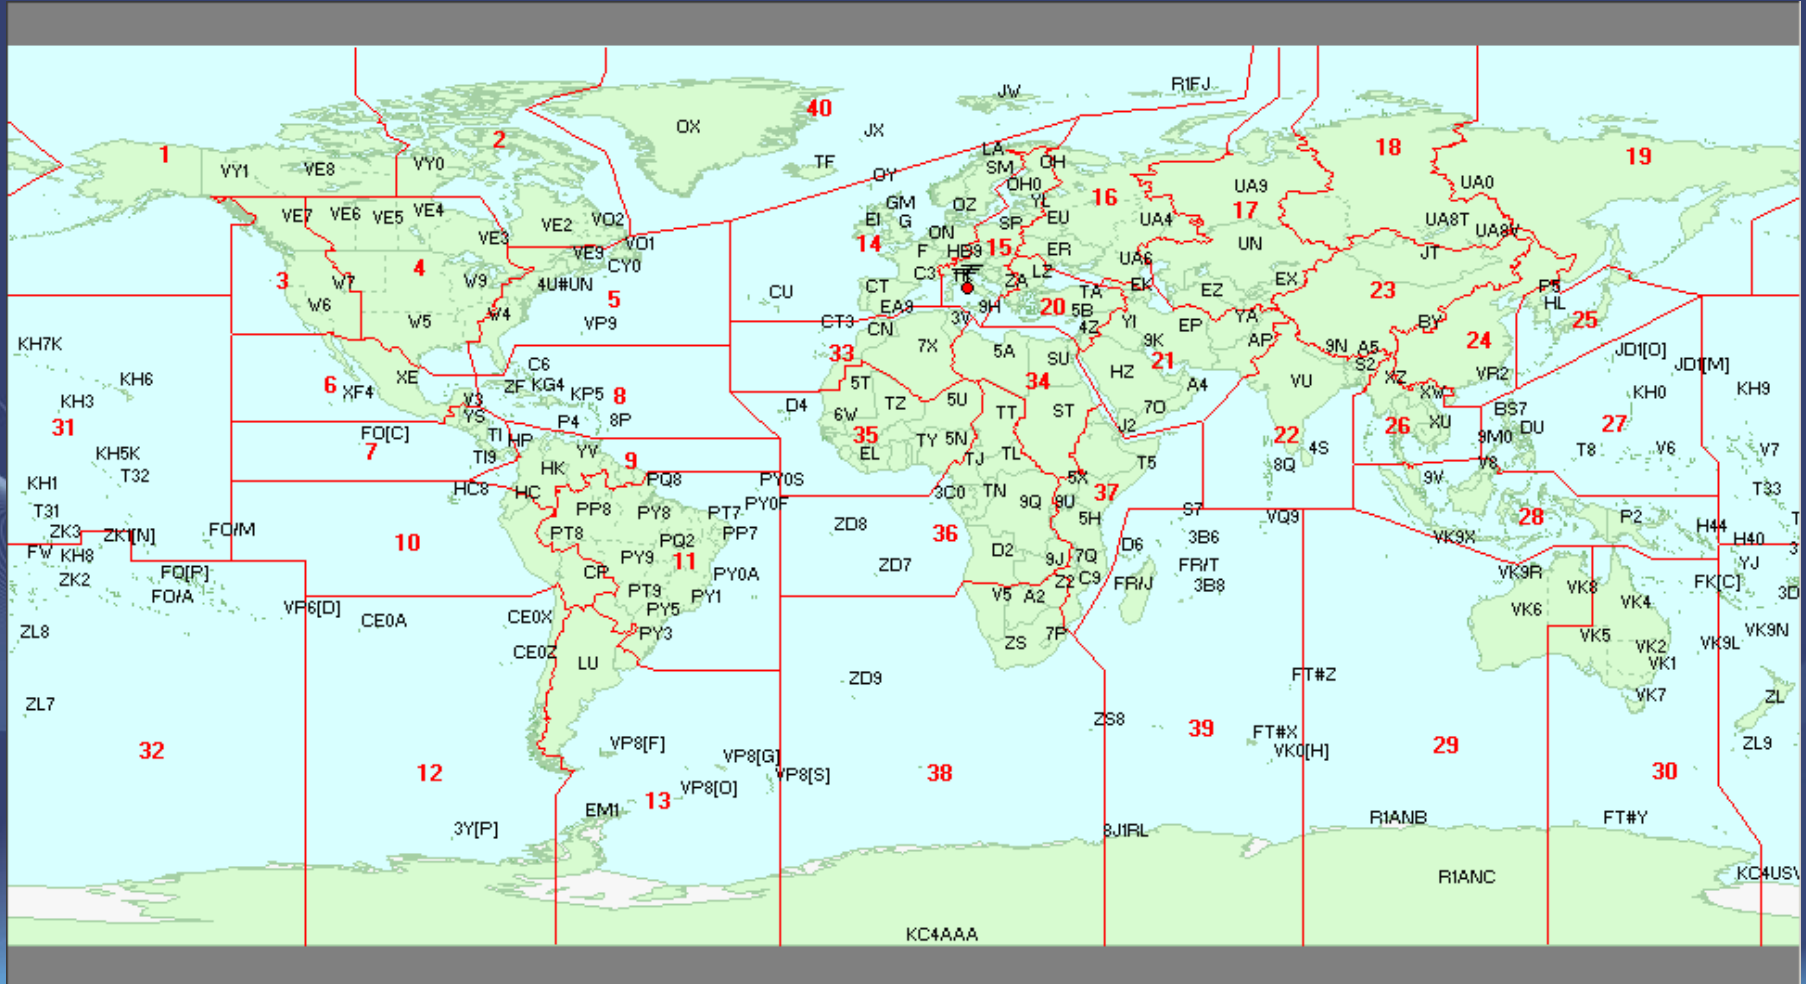 JW
R1FJ
40
OX
JX
1
2
18
19
VY1
VE8
VY0
TF
OY
LA
SM
OH
OH0
UA9
UA0
16
17
VE7
VE6
VE5
VE4
VE2
VO2
GM
EI
G
OZ
YL
SP
EU
UA4
UA8T
UA8V
VE3
VO1
14
ON
15
UN
VE9
F
HB9
ER
UA6
JT
3
4
CYO
C3
LZ
W7
W9
4U#UN
CT
ZA
EK
EZ
EX
23
P5
CU
5
TA
W6
EA9
9H
20
5B
HL
W5
W4
VP9
CT3
CN
3V
4Z
YI
EP
YA
BY
25
KH7K
33
7X
5A
SU
9K
21
AP
9N
A5
24
JD1[O]
C6
S2
JD1[M]
KH6
6
XE
ZF
KG4
5T
34
HZ
A4
VU
XZ
VR2
XF4
KP5
8
XW
KH0
KH9
KH3
V3
D4
TZ
5U
TT
ST
7O
31
YS
P4
8P
6W
BS7
XU
DU
27
FO[C]
TI
HP
35
TY
5N
J2
22
26
9M0
7
YV
4S
KH5K
TI9
9
EL
TJ
TL
T5
8Q
V8
T8
V6
V7
HK
T32
PQ8
PY0S
5X
9V
KH1
HC8
HC
3C0
TN
9Q
9U
37
T33
PY0F
T31
PP8
PY8
PT7
ZD8
5H
S7
VQ9
28
P2
ZK3
ZK1[N]
FO/M
PT8
PP7
36
H44
10
PQ2
D6
3B6
VK9X
H40
FW
KH8
PY9
11
D2
9J
7Q
FR/T
YJ
ZK2
FO[P]
CP
PY0A
ZD7
Z2
C9
FR/J
3B8
VK9R
VK8
FK[C]
FO/A
PT9
PY1
V5
A2
3D
VP6[D]
CE0A
CE0X
PY5
VK6
VK4
ZL8
PY3
7P
VK5
VK9N
ZS
VK2
VK9L
CE0Z
LU
VK1
ZD9
FT#Z
VK7
ZL
ZL7
ZS8
39
FT#X
VP8[F]
29
ZL9
32
VP8[G]
VK0[H]
12
VP8[S]
38
30
VP8[O]
13
EM1
R1ANB
FT#Y
3Y[P]
8J1RL
KC4USV
R1ANC
KC4AAA